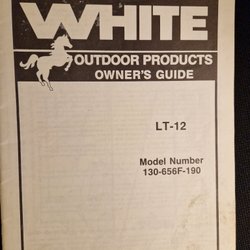 WHITE
OUTDOOR PRODUCTS
OWNER'S GUIDE
LT-12
Model Number
130-656F-190